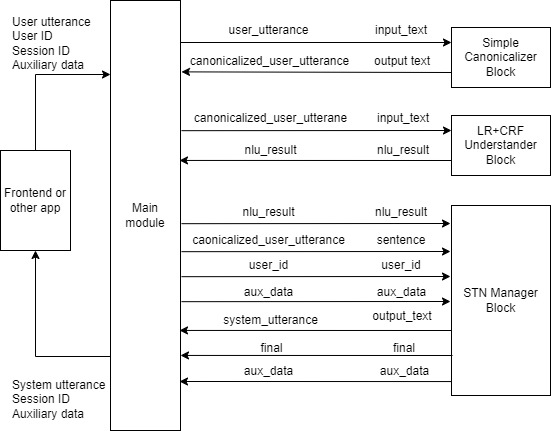 User utterance
User ID
Session ID
Auxiliary data
user_utterance input_text
Simple
Canonicalizer
Block
canonicalized_user_utterance output text
canonicalized_user_utterane input_text
LR+CRF
Understander
Block
nlu_result nlu_result
Frontend or
other app
Main
module
nlu_result nlu_result
caonicalized_user_utterance sentence
user_id user_id
aux_data aux_data
STN Manager
Block
system_utterance output_text
final final
aux_data aux_data
System utterance
Session ID
Auxiliary data